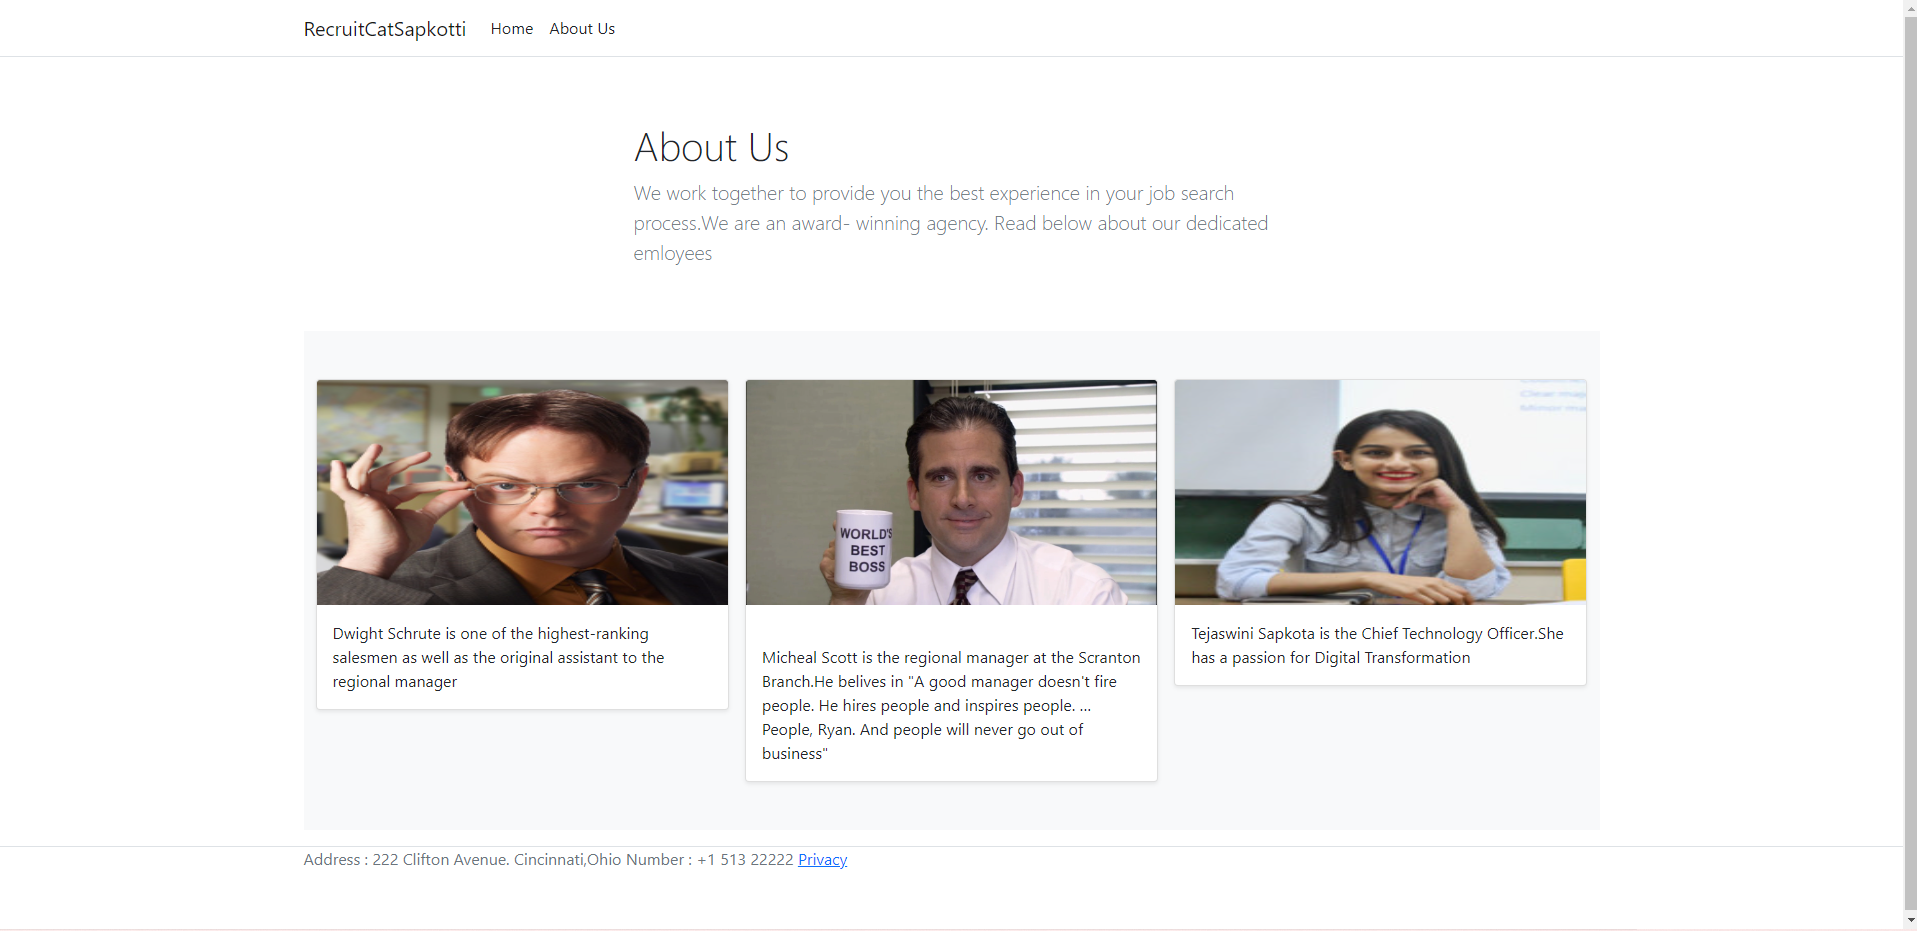 RecruitCatSapkotti Home About Us
About Us
We work together to provide you the best experience in your job search
process.We are an award- winning agency. Read below about our dedicated
emloyees
WORLD'S
BEST
BOSS
Dwight Schrute is one of the highest-ranking
salesmen as well as the original assistant to the
regional manager
Micheal Scott is the regional manager at the Scranton
Branch.He belives in "A good manager doesn't fire
people. He hires people and inspires people. ...
People, Ryan. And people will never go out of
business"
Tejaswini Sapkota is the Chief Technology Officer.She
has a passion for Digital Transformation
Address : 222 Clifton Avenue. Cincinnati,Ohio Number : +1 513 22222 Privacy